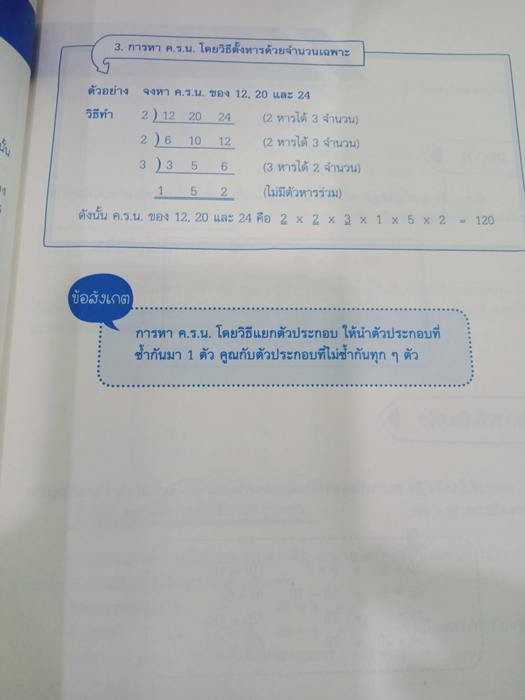 3. การหา ค.ร.น. โดยวิธีตั้งหารด้วยจำนวนเฉพาะ
ตัวอย่าง จงหา ค.ร.น. ของ 12, 20 และ 24
วิธีทำ 2 ) 12 20 24 (2 หารได้ 3 จำนวน)
2 ) 6 10 12 (2 หารได้ 3 จำนวน)
3 ) 3 5 6 (3 หารได้ 2 จำนวน)
1 5 2 (ไม่มีตัวหารร่วม)
ดังนั้น ค.ร.น. ของ 12, 20 และ 24 คือ 2 x 2 x 3 x 1 x 5 x 2 = 120
ข้อสังเกต
การหา ค.ร.น. โดยวิธีแยกตัวประกอบ ให้นำตัวประกอบที่
ซ้ำกันมา 1 ตัว คูณกับตัวประกอบที่ไม่ซ้ำกันทุก ๆ ตัว